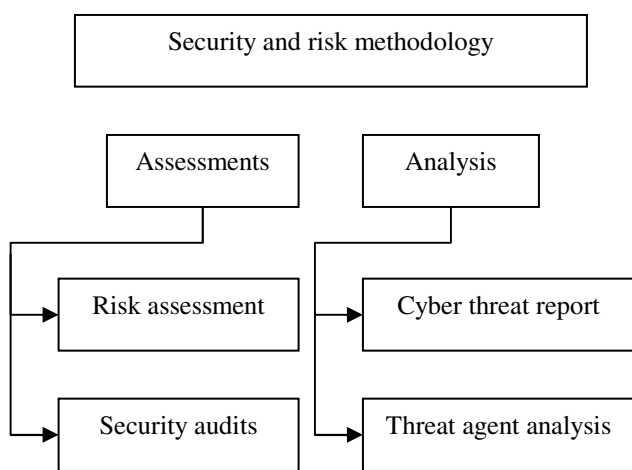 Security and risk methodology
Assessments
Analysis
Risk assessment
Cyber threat report
Security audits
Threat agent analysis